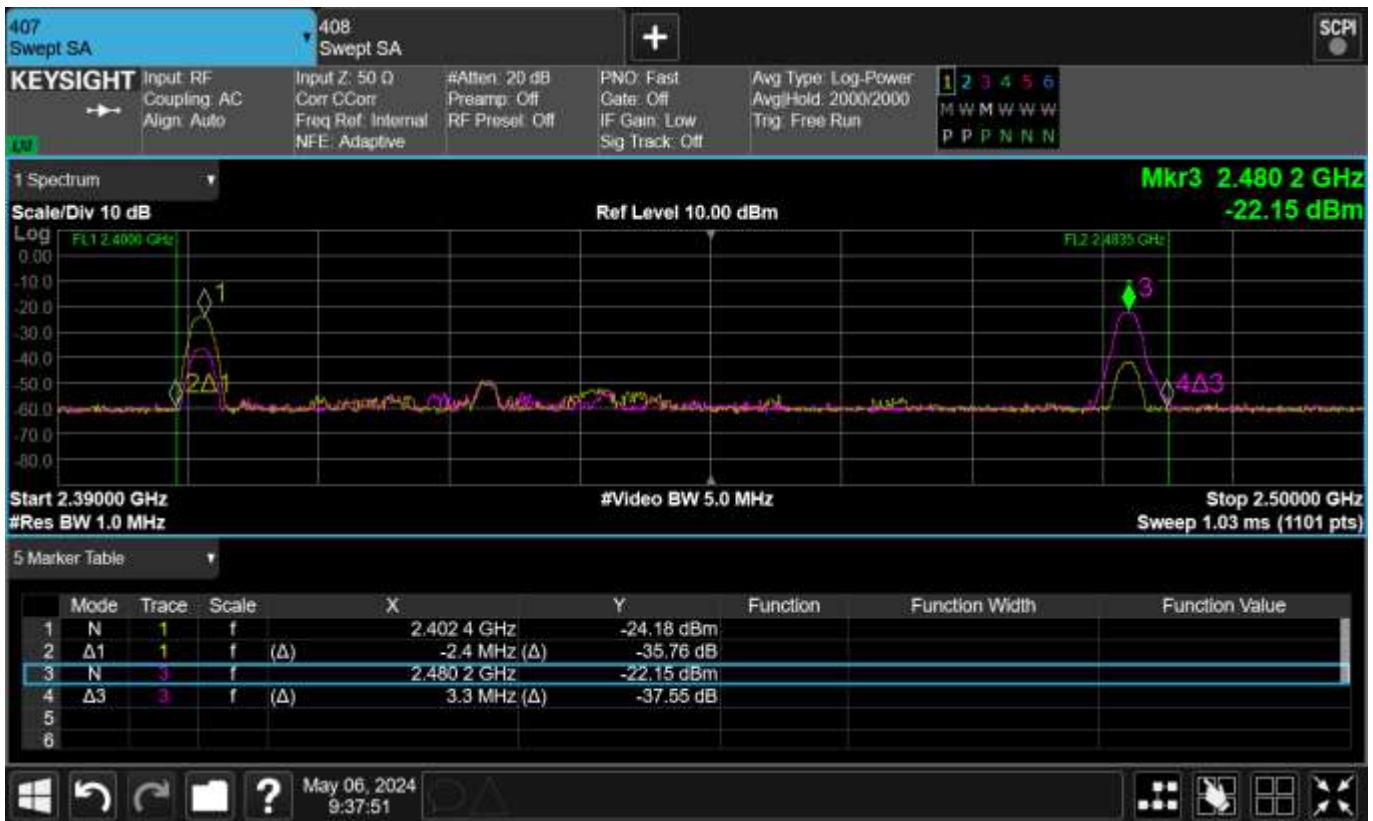 407
Swept SA
408
Swept SA
+
SCPI
KEYSIGHT
Input: RF
Coupling: AC
Align: Auto
Input Z: 50 Ω
Corr CCorr
Freq Ref: Internal
NFE: Adaptive
#Atten: 20 dB
Preamp: Off
RF Presel: Off
PNO: Fast
Gate: Off
IF Gain: Low
Sig Track: Off
Avg Type: Log-Power
Avg|Hold: 2000/2000
Trig: Free Run
1 2 3 4 5 6
M W M W W W
P P P N N N
1 Spectrum
Mkr3 2.480 2 GHz
Scale/Div 10 dB
Ref Level 10.00 dBm
-22.15 dBm
Log
FL1 2.4000 GHz
FL2 2.4835 GHz
0.00
-10.0
-20.0
-30.0
-40.0
-50.0
-60.0
-70.0
-80.0
1
2Δ1
3
4Δ3
Start 2.39000 GHz
#Video BW 5.0 MHz
Stop 2.50000 GHz
#Res BW 1.0 MHz
Sweep 1.03 ms (1101 pts)
5 Marker Table
Mode Trace Scale X Y Function Function Width Function Value
1 N 1 f 2.402 4 GHz -24.18 dBm
2 Δ1 1 f (Δ) -2.4 MHz (Δ) -35.76 dB
3 N 3 f 2.480 2 GHz -22.15 dBm
4 Δ3 3 f (Δ) 3.3 MHz (Δ) -37.55 dB
5
6
?
May 06, 2024
9:37:51